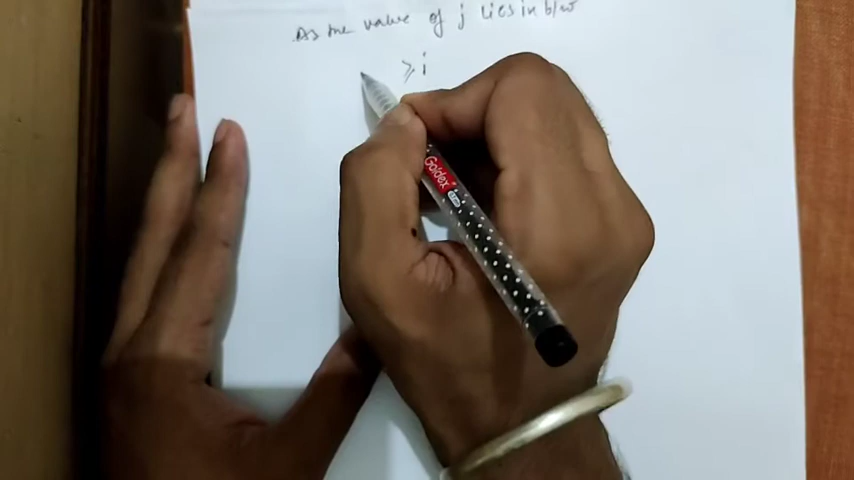 As the value of j lies in b/w
≥ i
Goldex